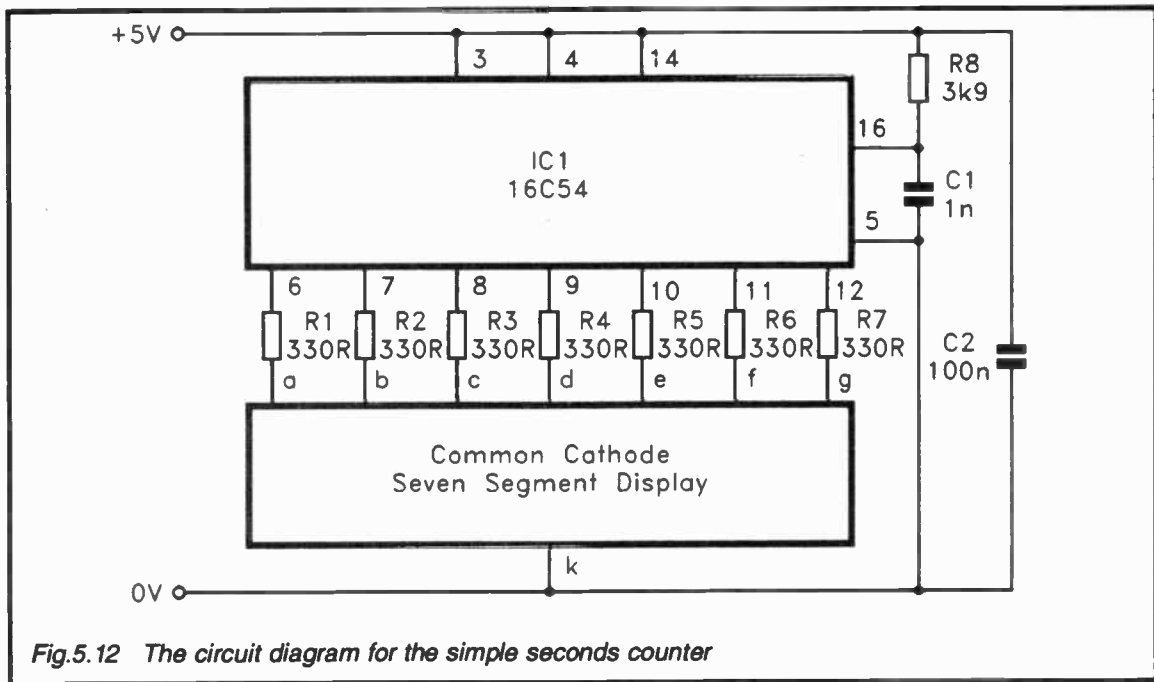 +5V
3 4 14
R8
3k9
16
IC1
16C54
C1
1n
5
6 7 8 9 10 11 12
R1 R2 R3 R4 R5 R6 R7
330R 330R 330R 330R 330R 330R 330R
C2
100n
a b c d e f g
Common Cathode
Seven Segment Display
k
0V
Fig.5.12 The circuit diagram for the simple seconds counter